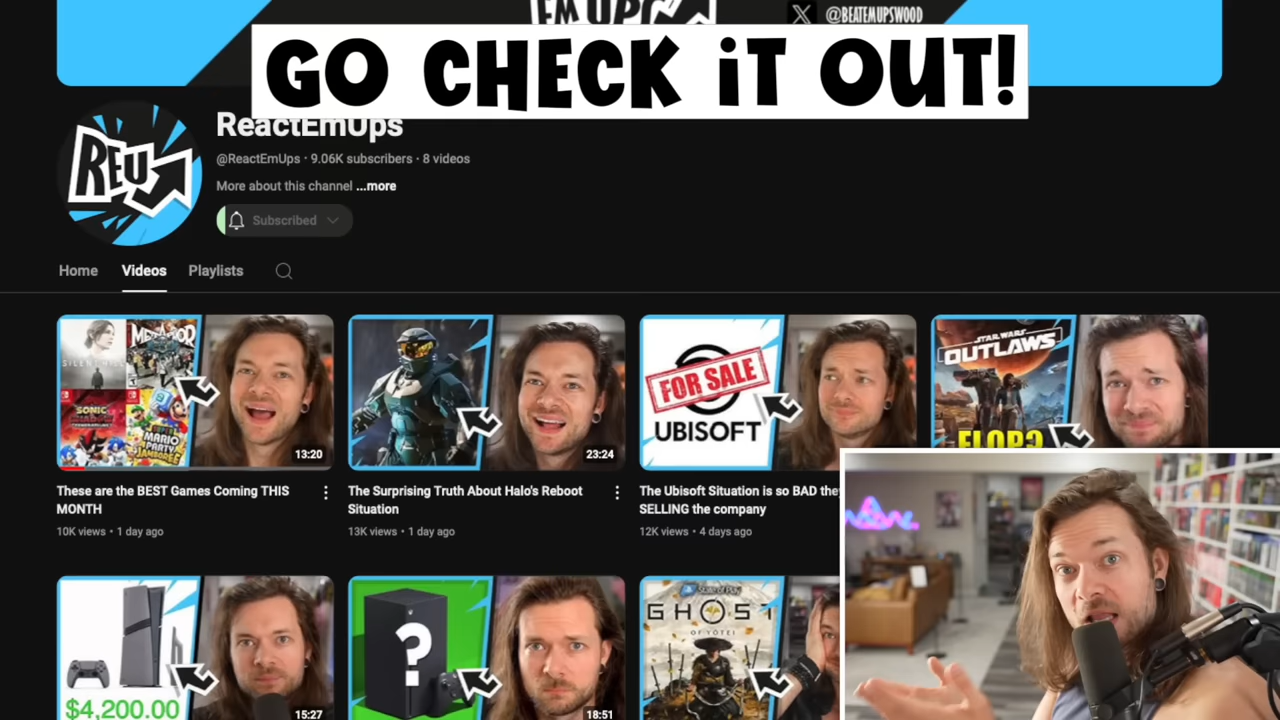 EM UPS
X @BEATEMUPSWOOD
GO CHECK iT OUT!
ReactEmUps
@ReactEmUps · 9.06K subscribers · 8 videos
More about this channel ...more
Subscribed
REU
Home Videos Playlists
SILENT HILL
METAPHOR
SONIC
MARIO
PARTY
JAMBOREE
13:20
23:24
FOR SALE
UBISOFT
STAR WARS
OUTLAWS
FLOP?
These are the BEST Games Coming THIS
MONTH
10K views · 1 day ago
The Surprising Truth About Halo's Reboot
Situation
13K views · 1 day ago
The Ubisoft Situation is so BAD they
SELLING the company
12K views · 4 days ago
$4,200.00
15:27
?
18:51
State of Play
GHOST
OF YŌTEI